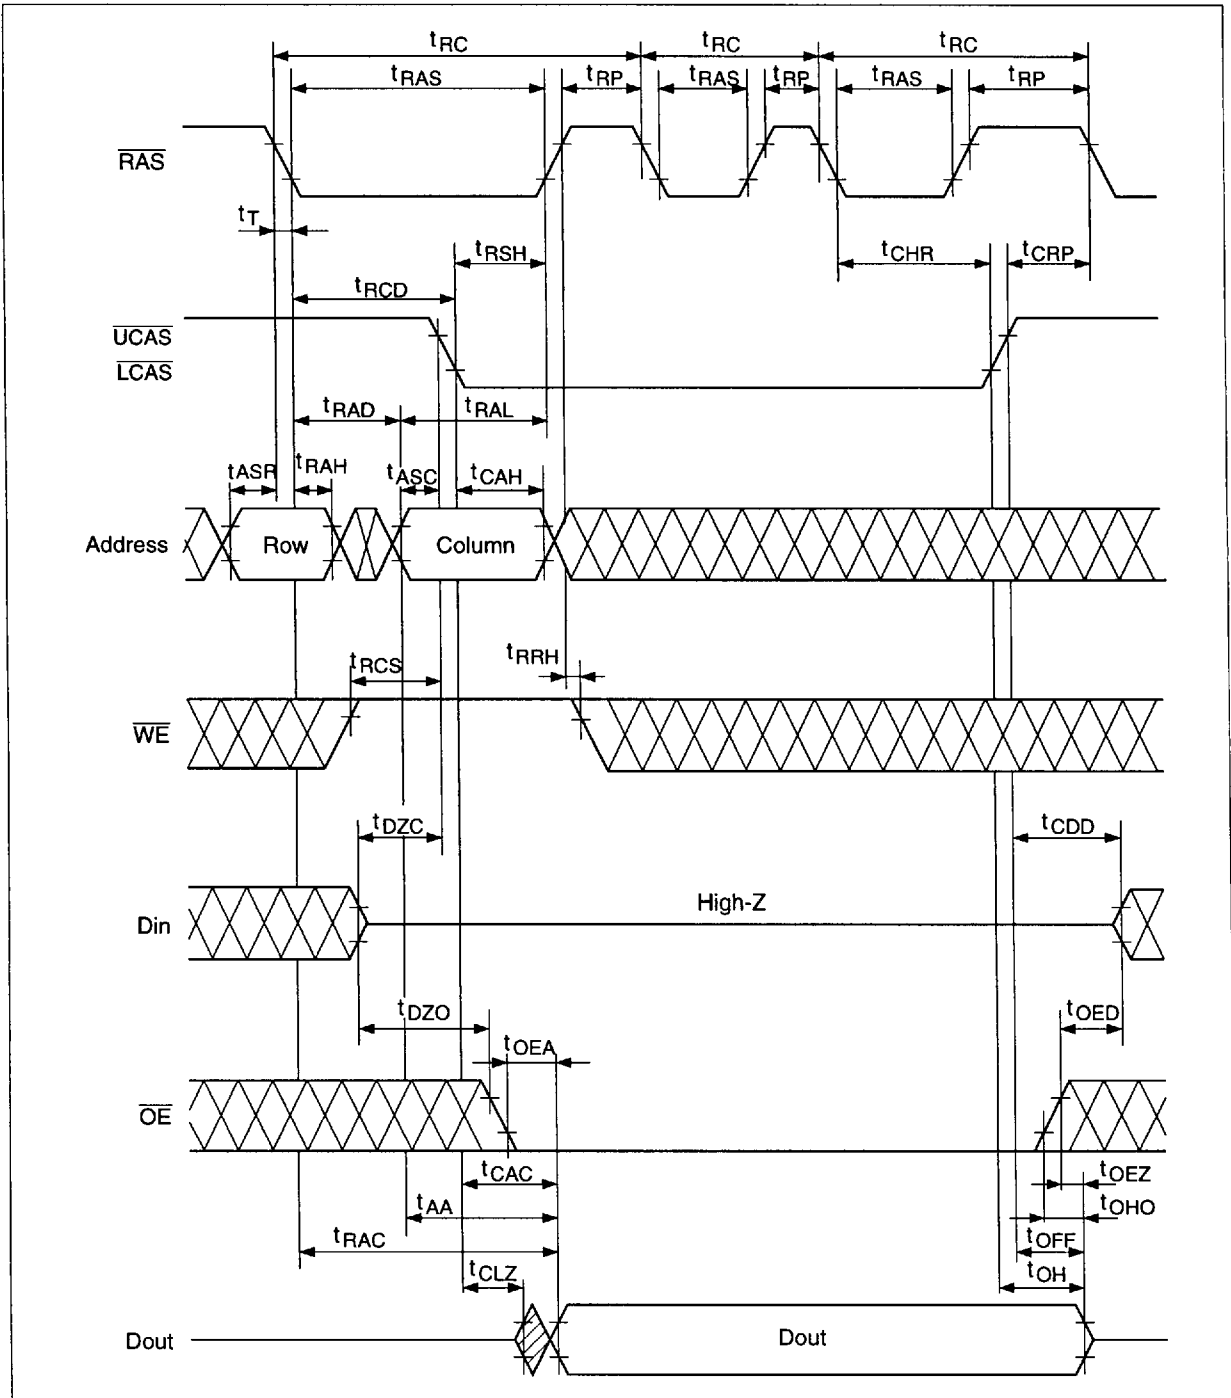 tRC tRC tRC
tRAS tRP tRAS tRP tRAS tRP
RAS
tT
tRSH tCHR tCRP
tRCD
UCAS
LCAS
tRAD tRAL
tASR tRAH tASC tCAH
Address Row Column
tRCS tRRH
WE
tDZC tCDD
High-Z
Din
tDZO tOED
tOEA
OE
tCAC tOEZ
tAA tOHO
tRAC tOFF
tCLZ tOH
Dout Dout